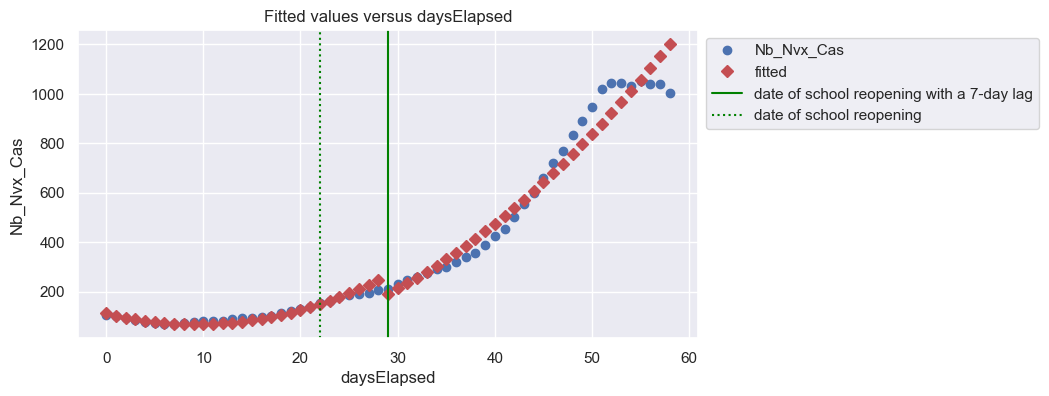 Fitted values versus daysElapsed
Nb_Nvx_Cas
1200
1000
800
600
400
200
0
10
20
30
40
50
60
daysElapsed
Nb_Nvx_Cas
fitted
date of school reopening with a 7-day lag
date of school reopening